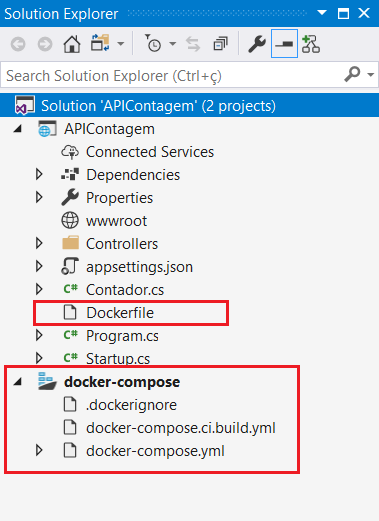 Solution Explorer
Search Solution Explorer (Ctrl+ç)
Solution 'APIContagem' (2 projects)
APIContagem
Connected Services
Dependencies
Properties
wwwroot
Controllers
appsettings.json
C# Contador.cs
Dockerfile
C# Program.cs
C# Startup.cs
docker-compose
.dockerignore
docker-compose.ci.build.yml
docker-compose.yml